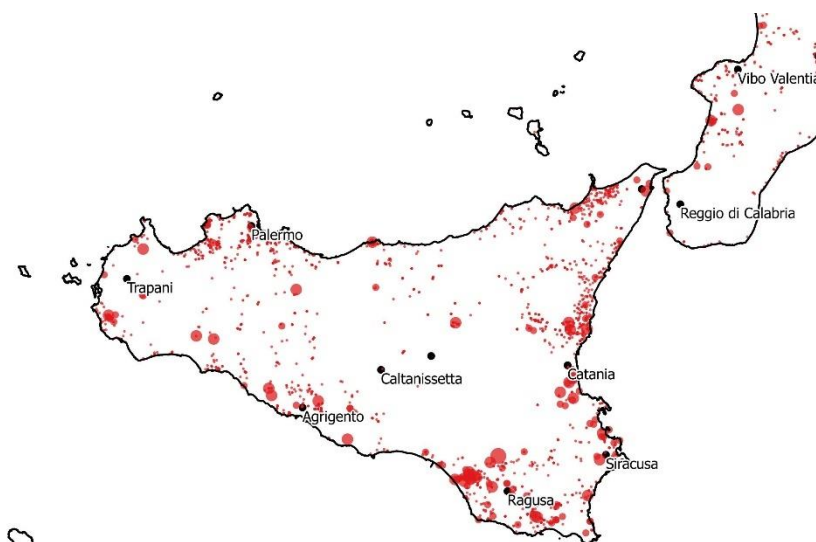 Vibo Valentia
Reggio di Calabria
Palermo
Trapani
Caltanissetta
Catania
Agrigento
Siracusa
Ragusa